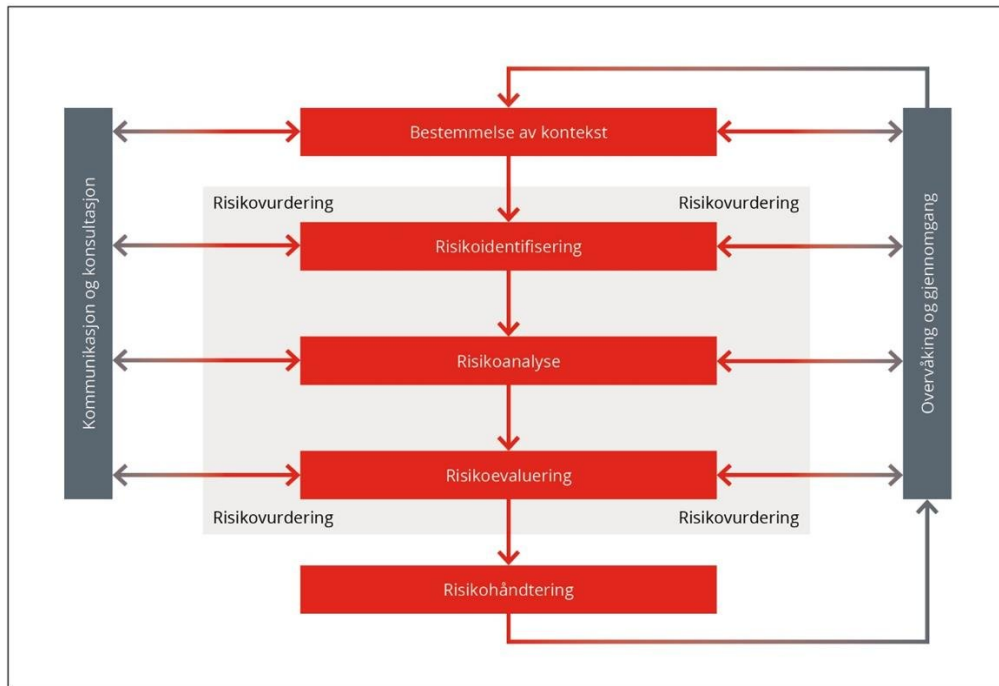 Bestemmelse av kontekst
Kommunikasjon og konsultasjon
Overvåking og gjennomgang
Risikovurdering
Risikovurdering
Risikoidentifisering
Risikoanalyse
Risikoevaluering
Risikovurdering
Risikovurdering
Risikohåndtering